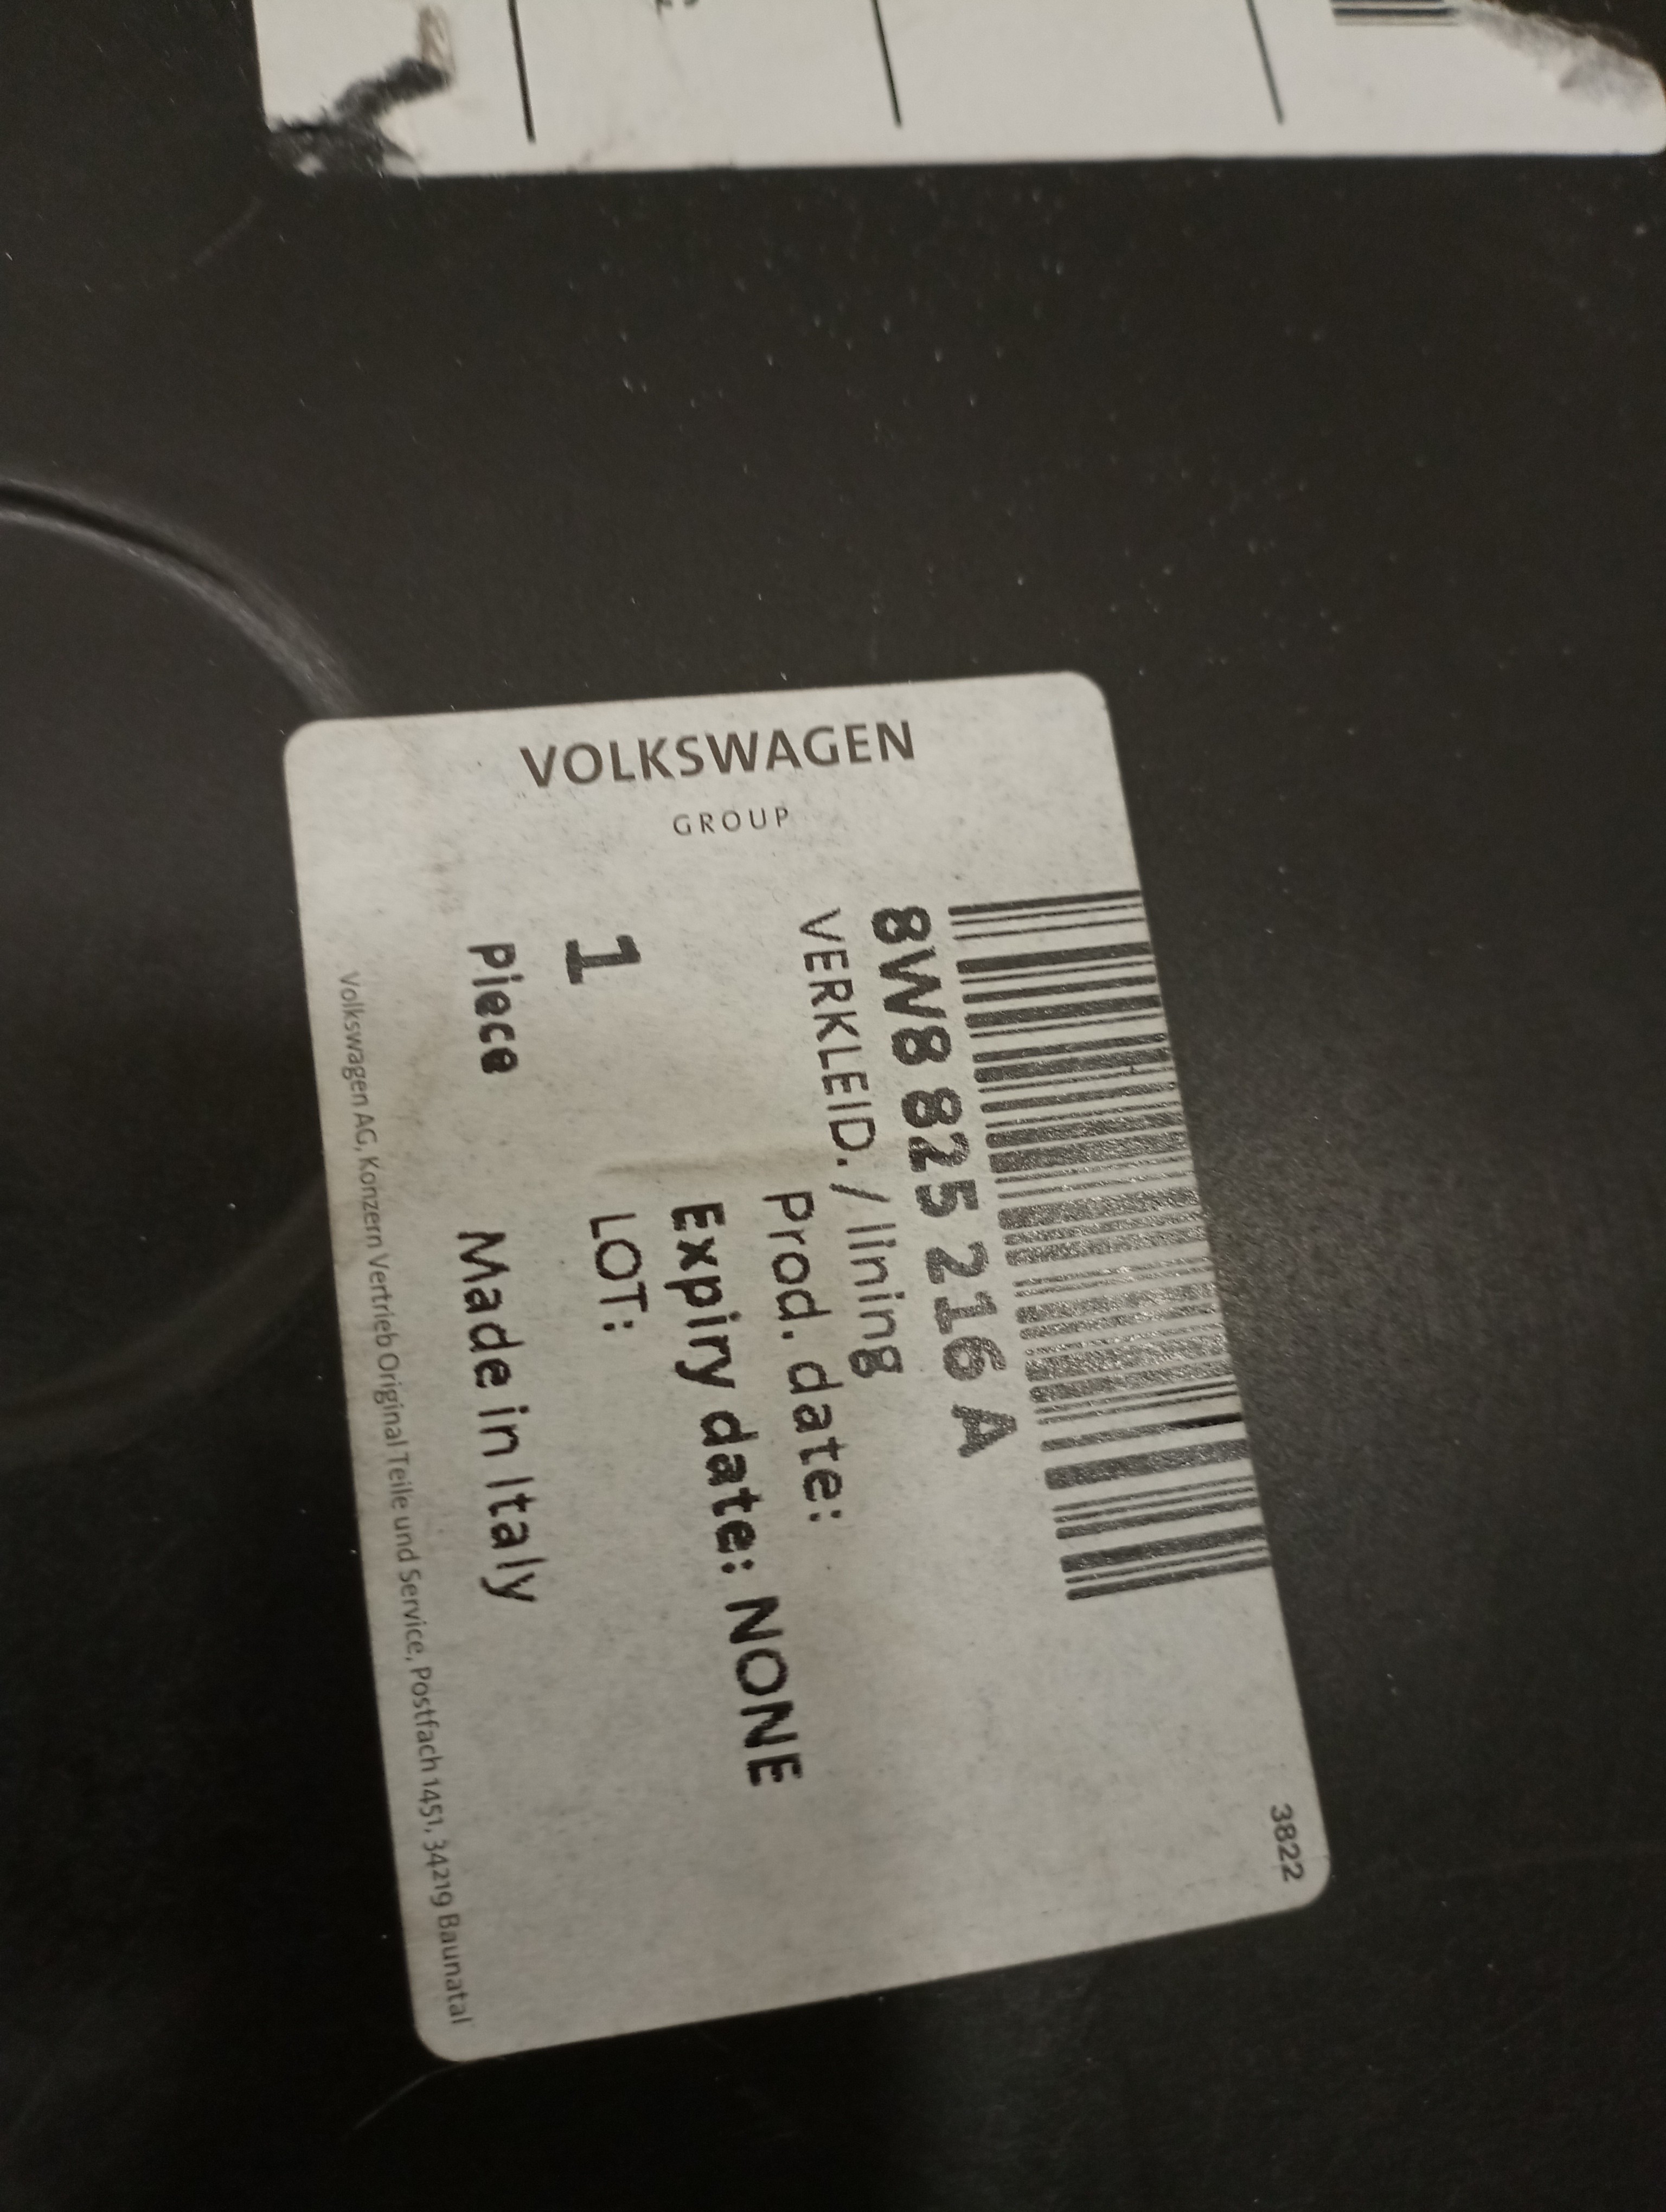 VOLKSWAGEN
GROUP
3822
8W8 825 216 A
VERKLEID. / lining
Prod. date:
Expiry date: NONE
1
LOT:
Piece
Made in Italy
Volkswagen AG, Konzern Vertrieb Original Teile und Service, Postfach 1451, 34219 Baunatal